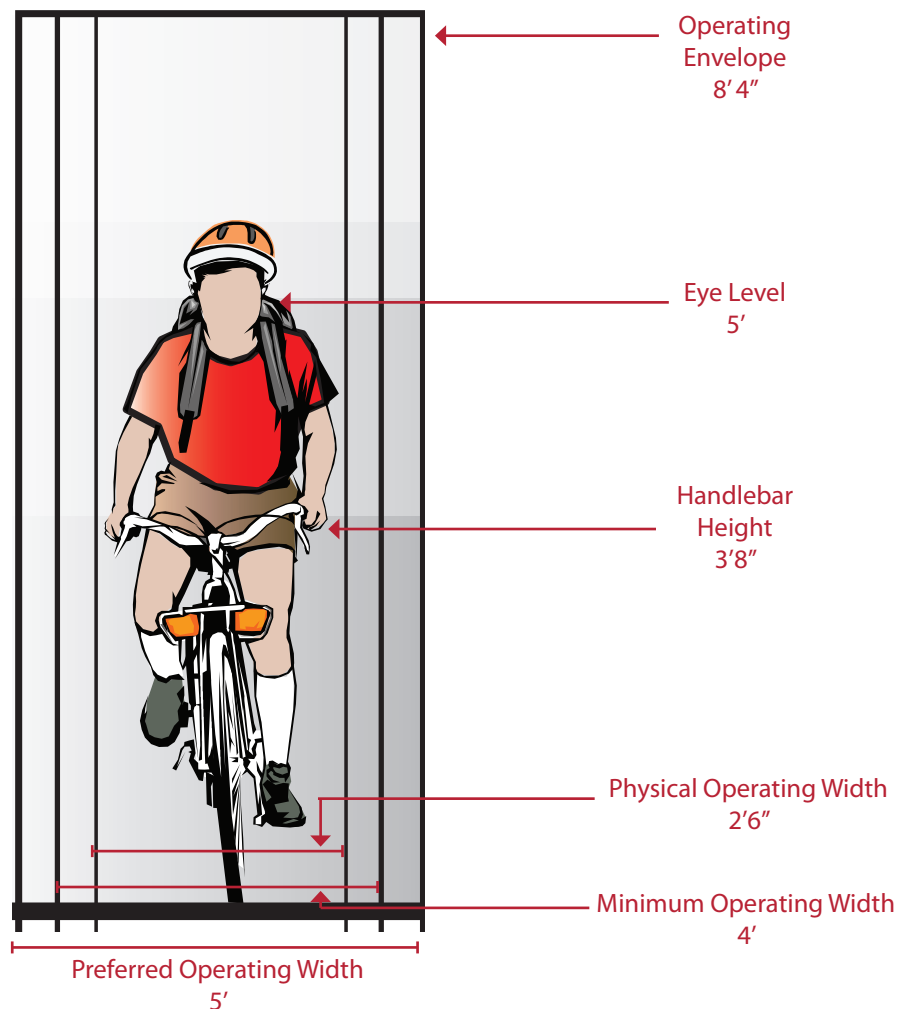 Operating
Envelope
8’ 4”
Eye Level
5’
Handlebar
Height
3’8”
Physical Operating Width
2’6”
Minimum Operating Width
4’
Preferred Operating Width
5’